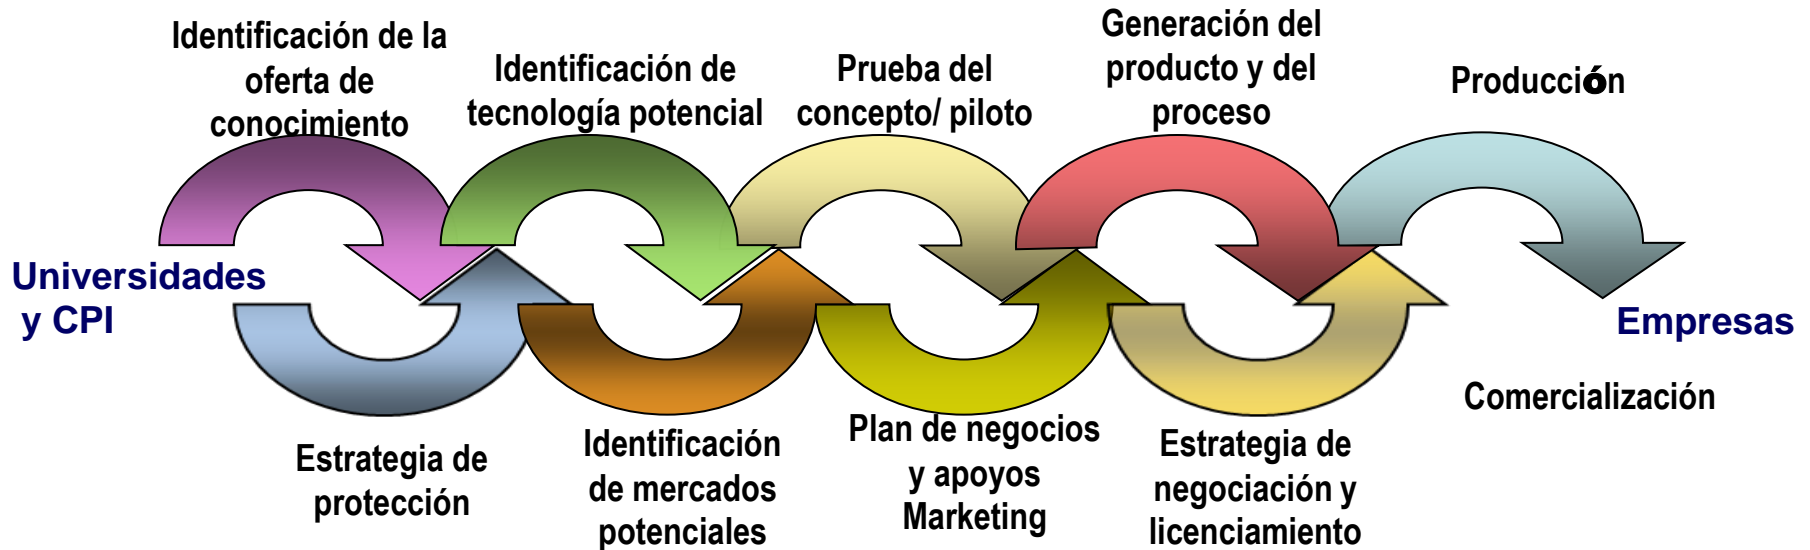 Identificación de la
oferta de
conocimiento
Identificación de
tecnología potencial
Prueba del
concepto/ piloto
Generación del
producto y del
proceso
Producción
Universidades
y CPI
Empresas
Estrategia de
protección
Identificación
de mercados
potenciales
Plan de negocios
y apoyos
Marketing
Estrategia de
negociación y
licenciamiento
Comercialización